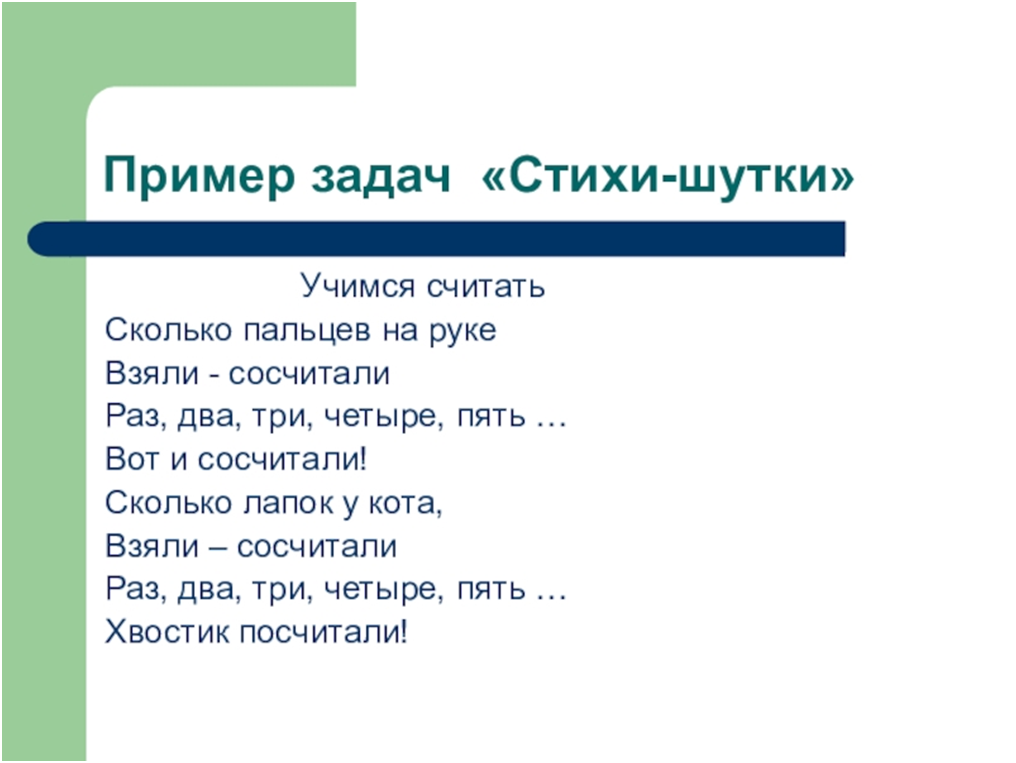 Пример задач «Стихи-шутки»
Учимся считать
Сколько пальцев на руке
Взяли - сосчитали
Раз, два, три, четыре, пять …
Вот и сосчитали!
Сколько лапок у кота,
Взяли – сосчитали
Раз, два, три, четыре, пять …
Хвостик посчитали!